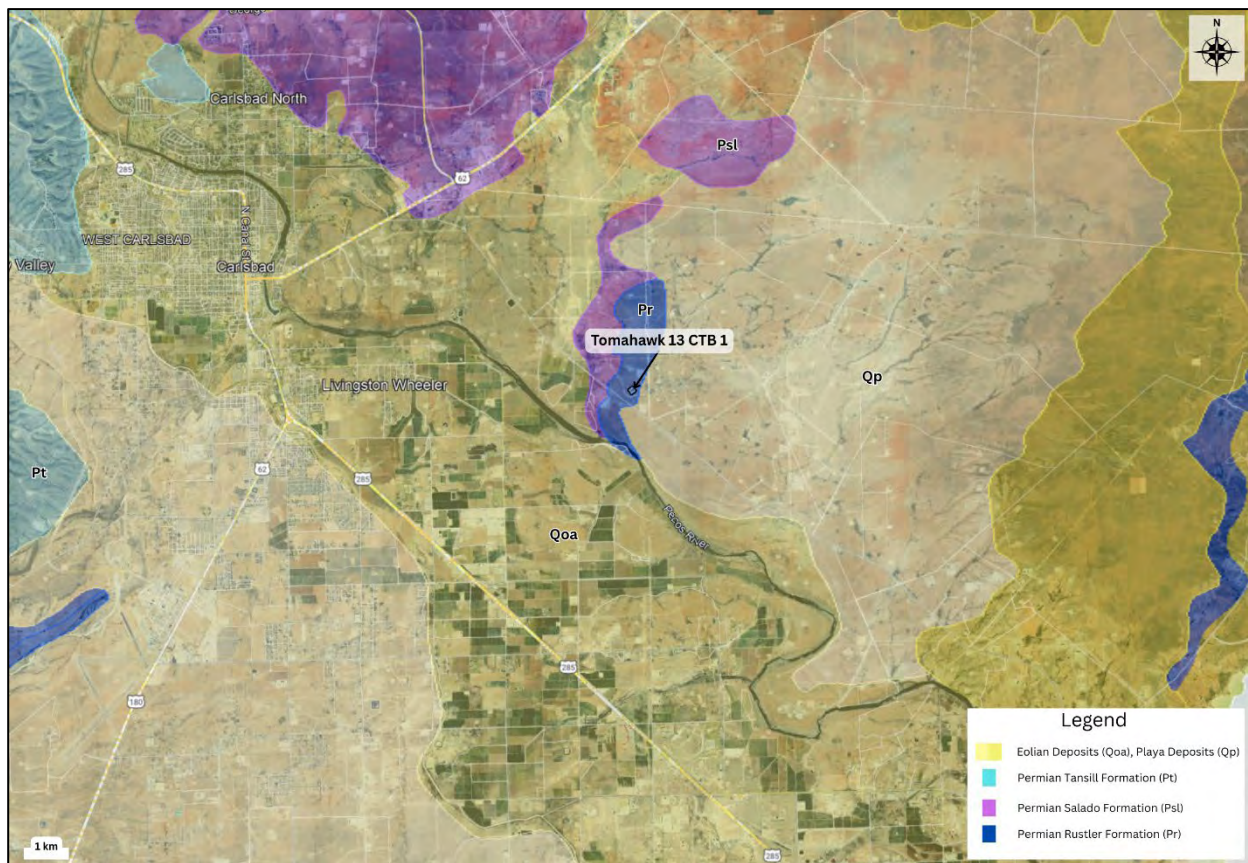 N
Carlsbad North
285
Psl
62
WEST CARLSBAD
N Canal St
Valley
Carlsbad
Pr
Tomahawk 13 CTB 1
Livingston Wheeler
Qp
Pt
62
285
Pecos River
Qoa
285
180
285
1 km
Legend
Eolian Deposits (Qoa), Playa Deposits (Qp)
Permian Tansill Formation (Pt)
Permian Salado Formation (Psl)
Permian Rustler Formation (Pr)